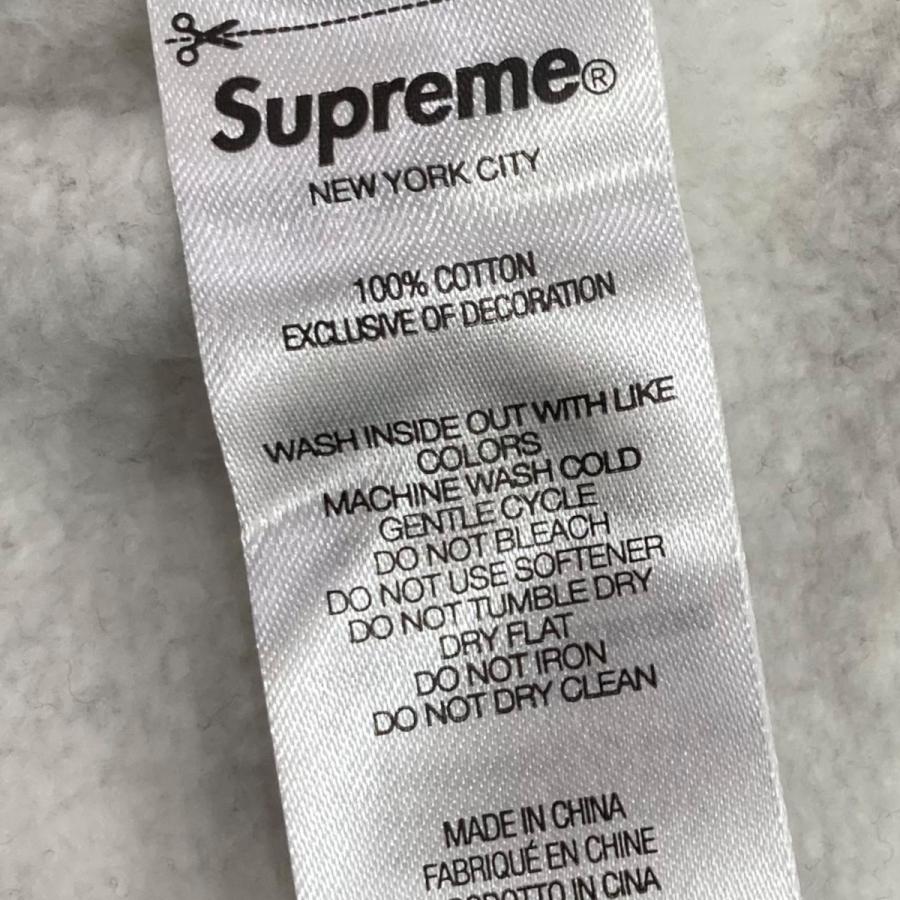 Supreme®
NEW YORK CITY
100% COTTON
EXCLUSIVE OF DECORATION
WASH INSIDE OUT WITH LIKE
COLORS
MACHINE WASH COLD
GENTLE CYCLE
DO NOT BLEACH
DO NOT USE SOFTENER
DO NOT TUMBLE DRY
DRY FLAT
DO NOT IRON
DO NOT DRY CLEAN
MADE IN CHINA
FABRIQUÉ EN CHINE
IN CINA